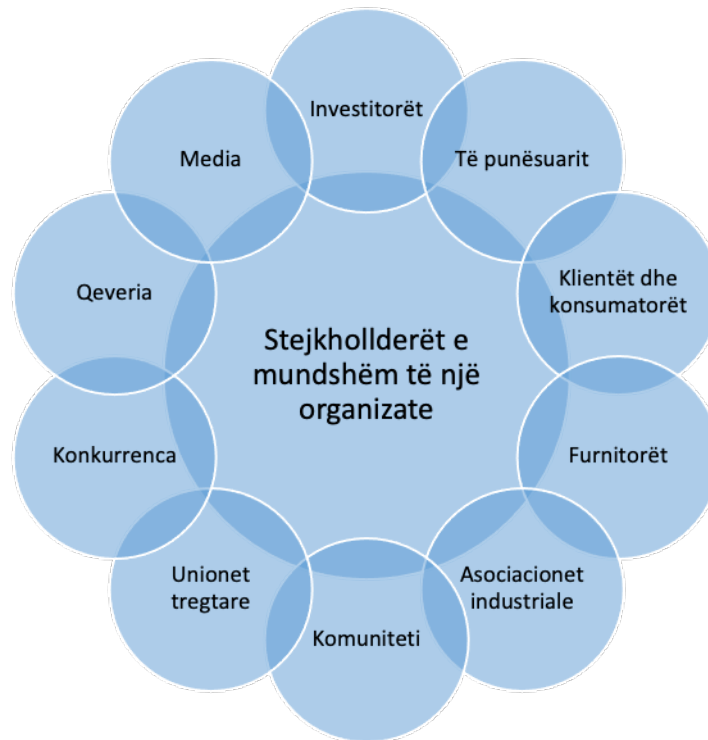 Investitorët
Të punësuarit
Klientët dhe
konsumatorët
Furnitorët
Asociacionet
industriale
Komuniteti
Unionet
tregtare
Konkurrenca
Qeveria
Media
Stejkhollderët e
mundshëm të një
organizate